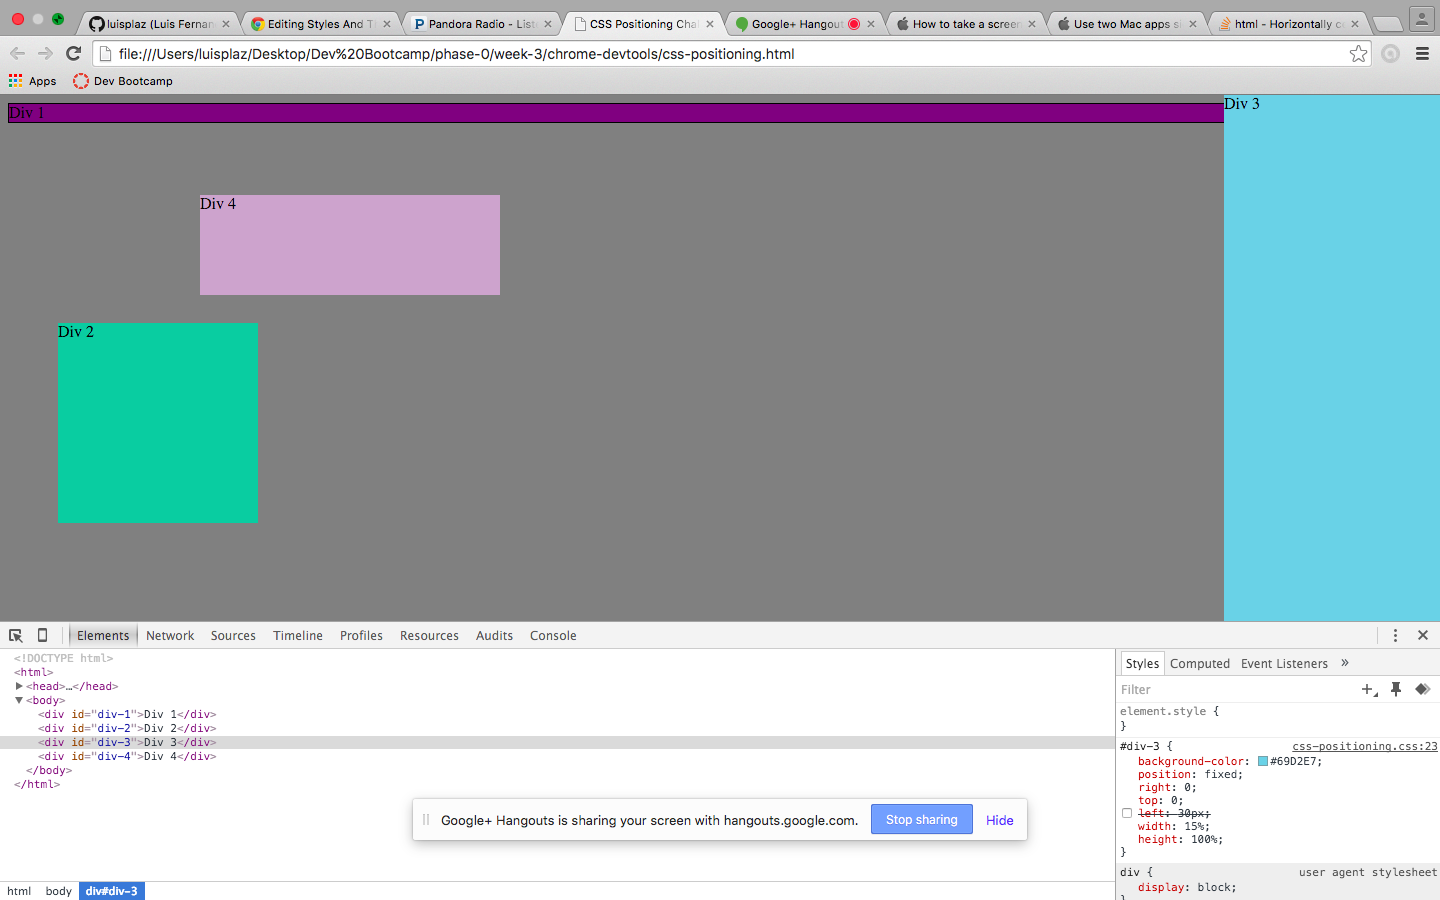 luisplaz (Luis Fernan
Editing Styles And Th
Pandora Radio - Liste
CSS Positioning Chal
Google+ Hangout
How to take a screen
Use two Mac apps si
html - Horizontally ce
file:///Users/luisplaz/Desktop/Dev%20Bootcamp/phase-0/week-3/chrome-devtools/css-positioning.html
Apps
Dev Bootcamp
Div 1
Div 3
Div 4
Div 2
Elements Network Sources Timeline Profiles Resources Audits Console
<!DOCTYPE html>
<html>
<head>…</head>
<body>
<div id="div-1">Div 1</div>
<div id="div-2">Div 2</div>
<div id="div-3">Div 3</div>
<div id="div-4">Div 4</div>
</body>
</html>
Styles Computed Event Listeners »
Filter
element.style {
}
#div-3 { css-positioning.css:23
background-color: #69D2E7;
position: fixed;
right: 0;
top: 0;
left: 30px;
width: 15%;
height: 100%;
}
div { user agent stylesheet
display: block;
}
Google+ Hangouts is sharing your screen with hangouts.google.com. Stop sharing Hide
html body div#div-3